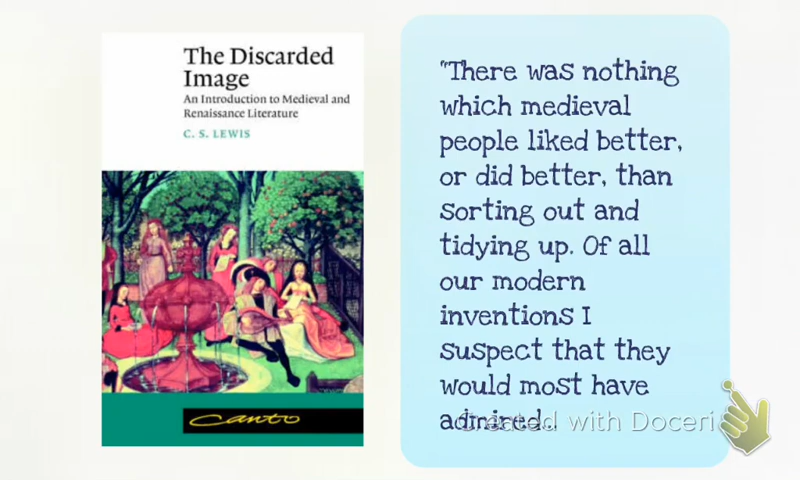 The Discarded
Image
An Introduction to Medieval and
Renaissance Literature
C. S. LEWIS
Canto
"There was nothing
which medieval
people liked better,
or did better, than
sorting out and
tidying up. Of all
our modern
inventions I
suspect that they
would most have
admired...
Created with Doceri